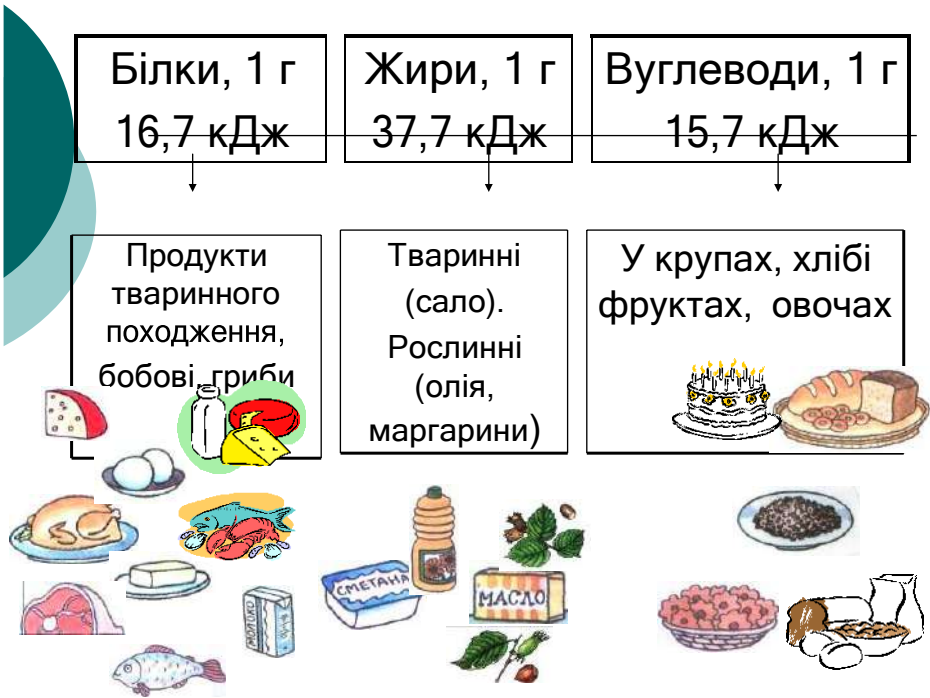 Білки, 1 г
16,7 кДж
Жири, 1 г
37,7 кДж
Вуглеводи, 1 г
15,7 кДж
Продукти
тваринного
походження,
бобові, гриби
Тваринні
(сало).
Рослинні
(олія,
маргарини)
У крупах, хлібі
фруктах, овочах
СМЕТАНА
МАСЛО
МОЛОКО